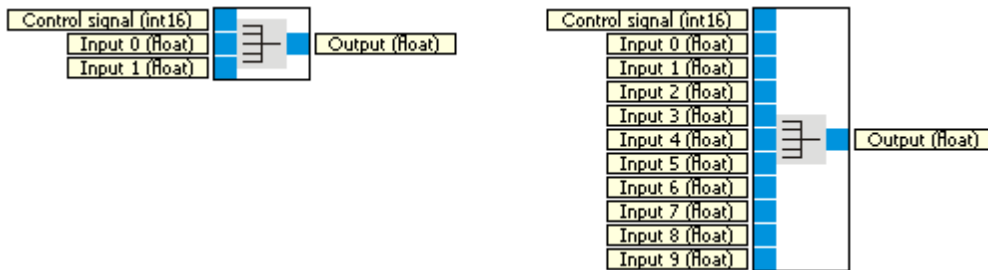 Control signal (int16)
Input 0 (float)
Input 1 (float)
Output (float)
Control signal (int16)
Input 0 (float)
Input 1 (float)
Input 2 (float)
Input 3 (float)
Input 4 (float)
Input 5 (float)
Input 6 (float)
Input 7 (float)
Input 8 (float)
Input 9 (float)
Output (float)